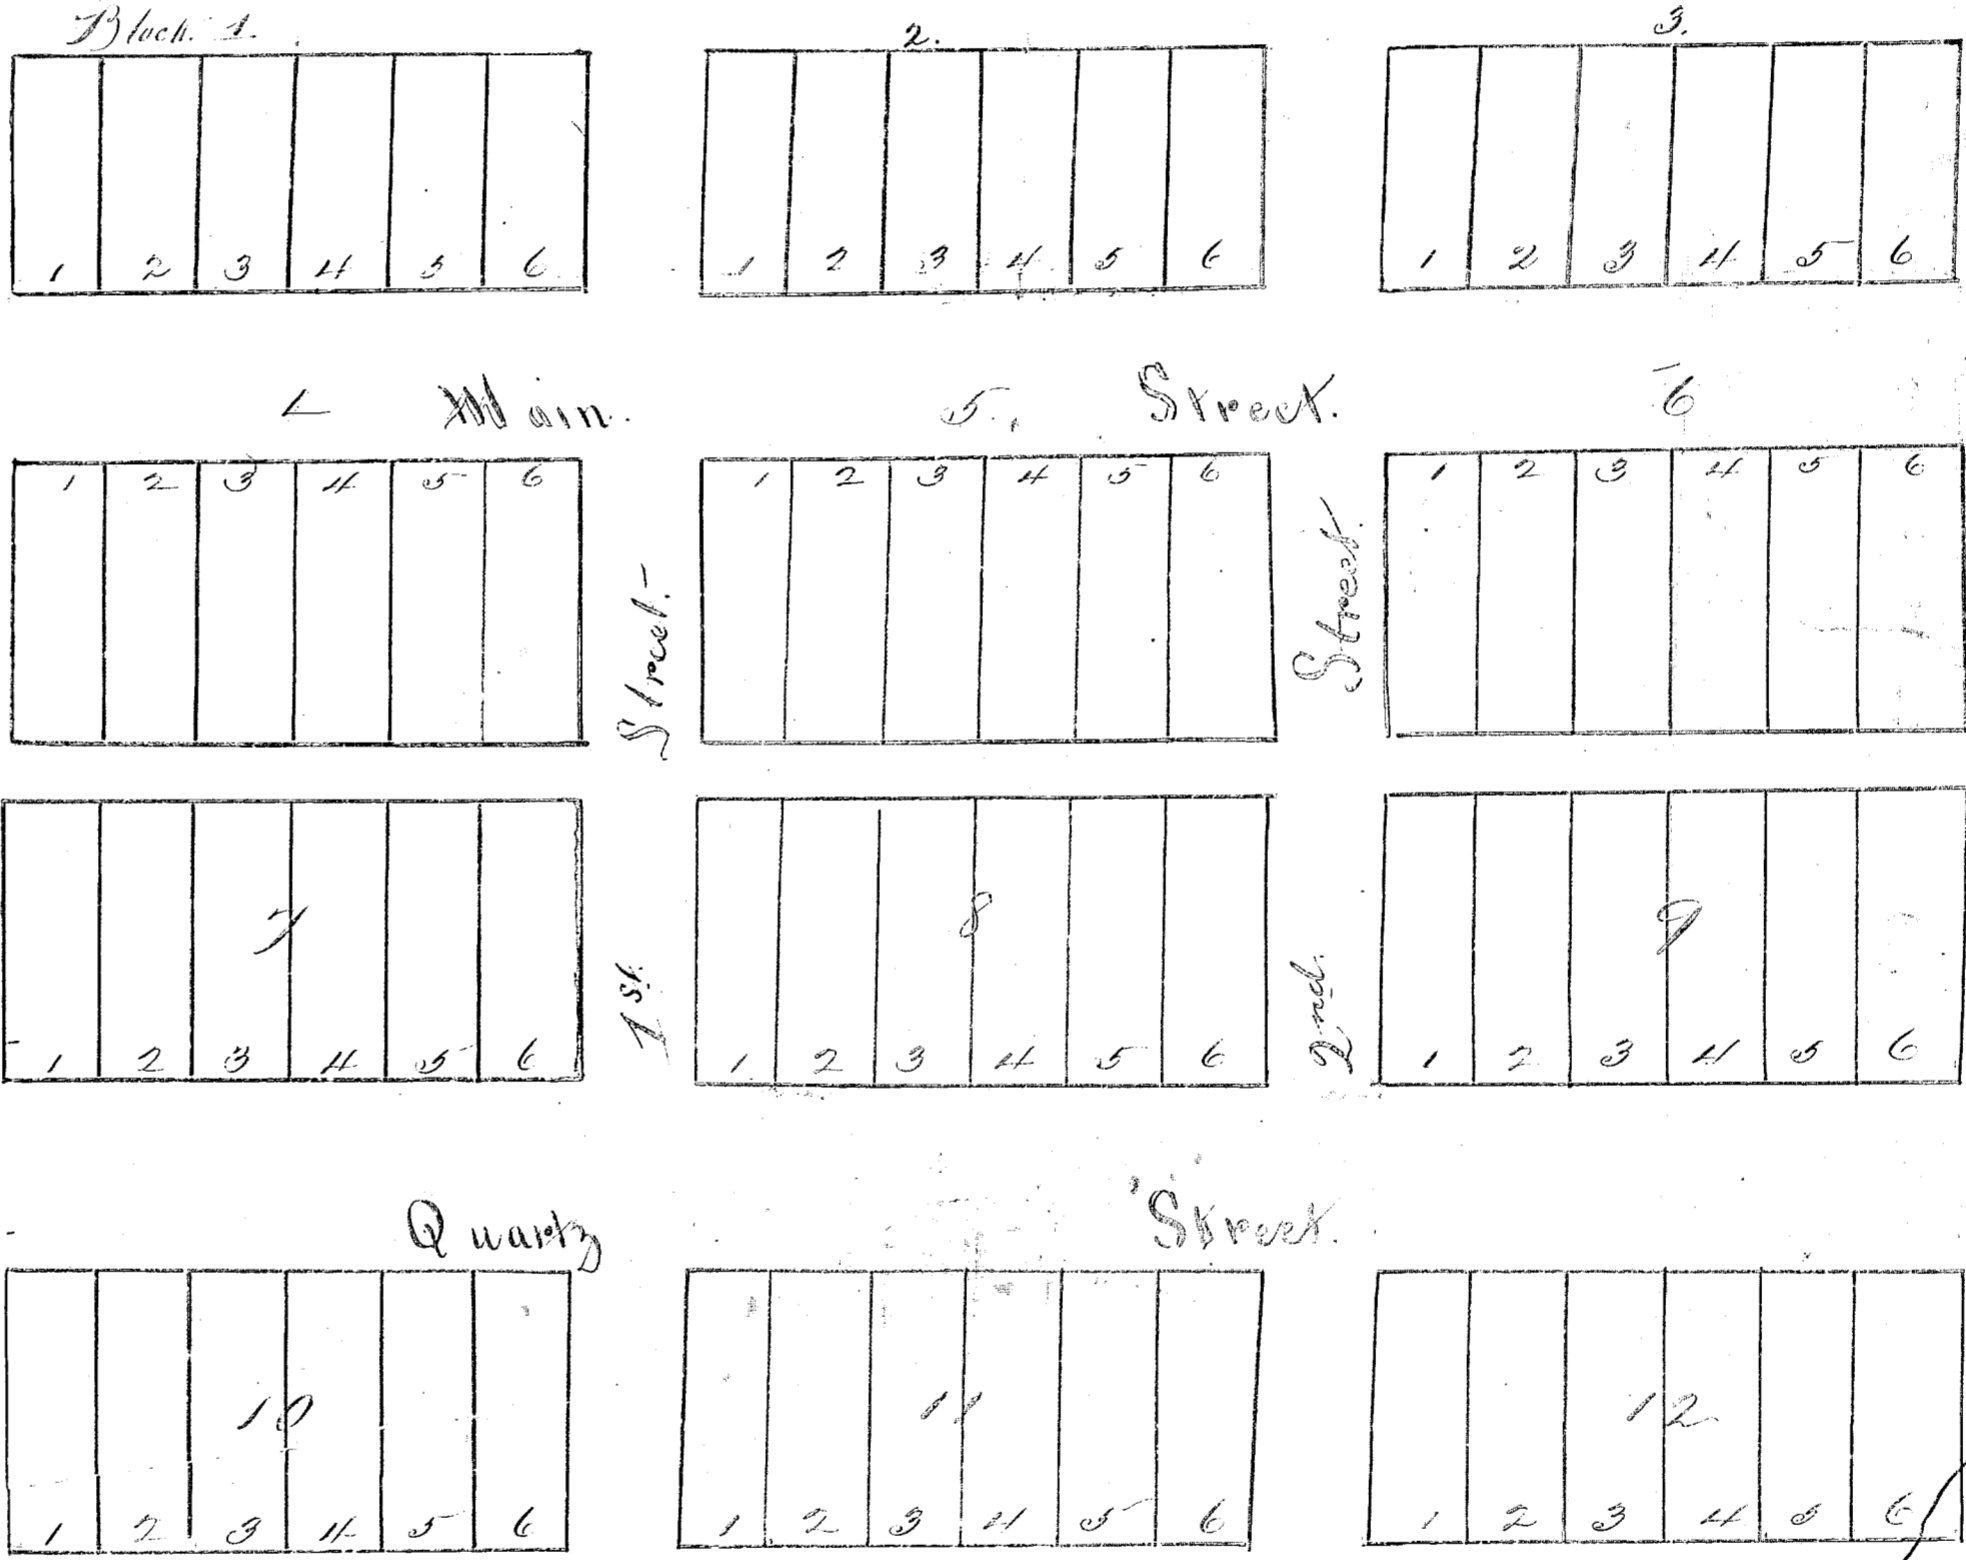 Block. 1. 2. 3.
1 2 3 4 5 6 1 2 3 4 5 6 1 2 3 4 5 6
4 Main. 5. Street. 6
1 2 3 4 5 6 1 2 3 4 5 6 1 2 3 4 5 6
1st. Street.
2nd. Street.
7 8 9
1 2 3 4 5 6 1 2 3 4 5 6 1 2 3 4 5 6
Quartz Street.
10 11 12
1 2 3 4 5 6 1 2 3 4 5 6 1 2 3 4 5 6